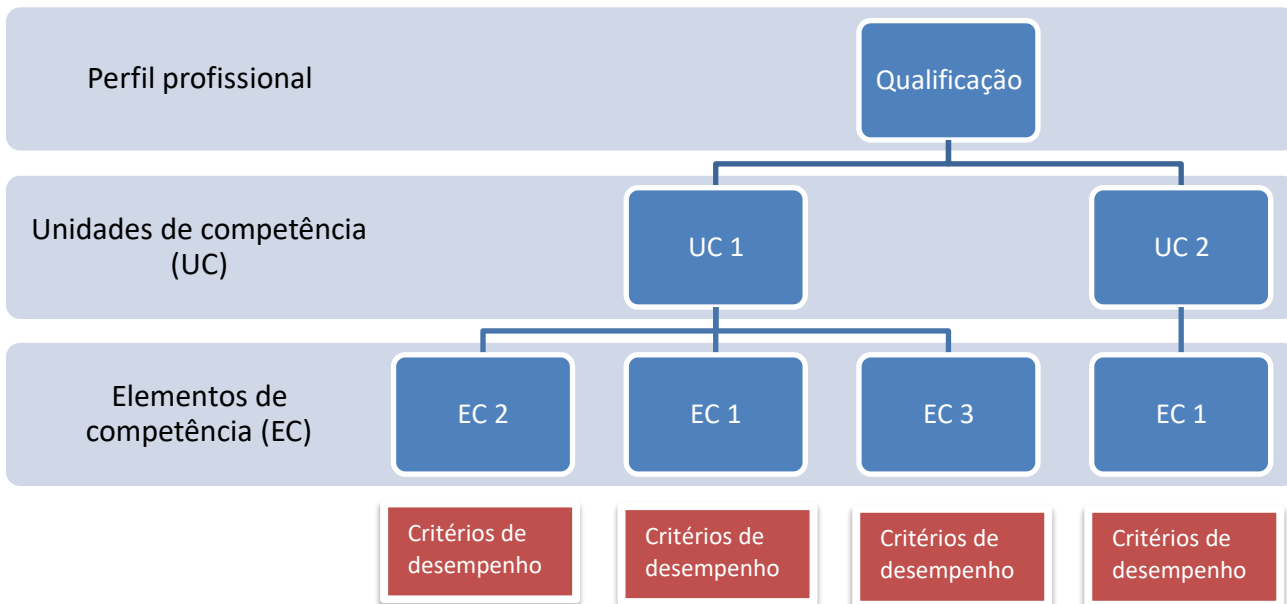 Perfil profissional
Qualificação
Unidades de competência
(UC)
UC 1
UC 2
Elementos de
competência (EC)
EC 2
EC 1
EC 3
EC 1
Critérios de
desempenho
Critérios de
desempenho
Critérios de
desempenho
Critérios de
desempenho